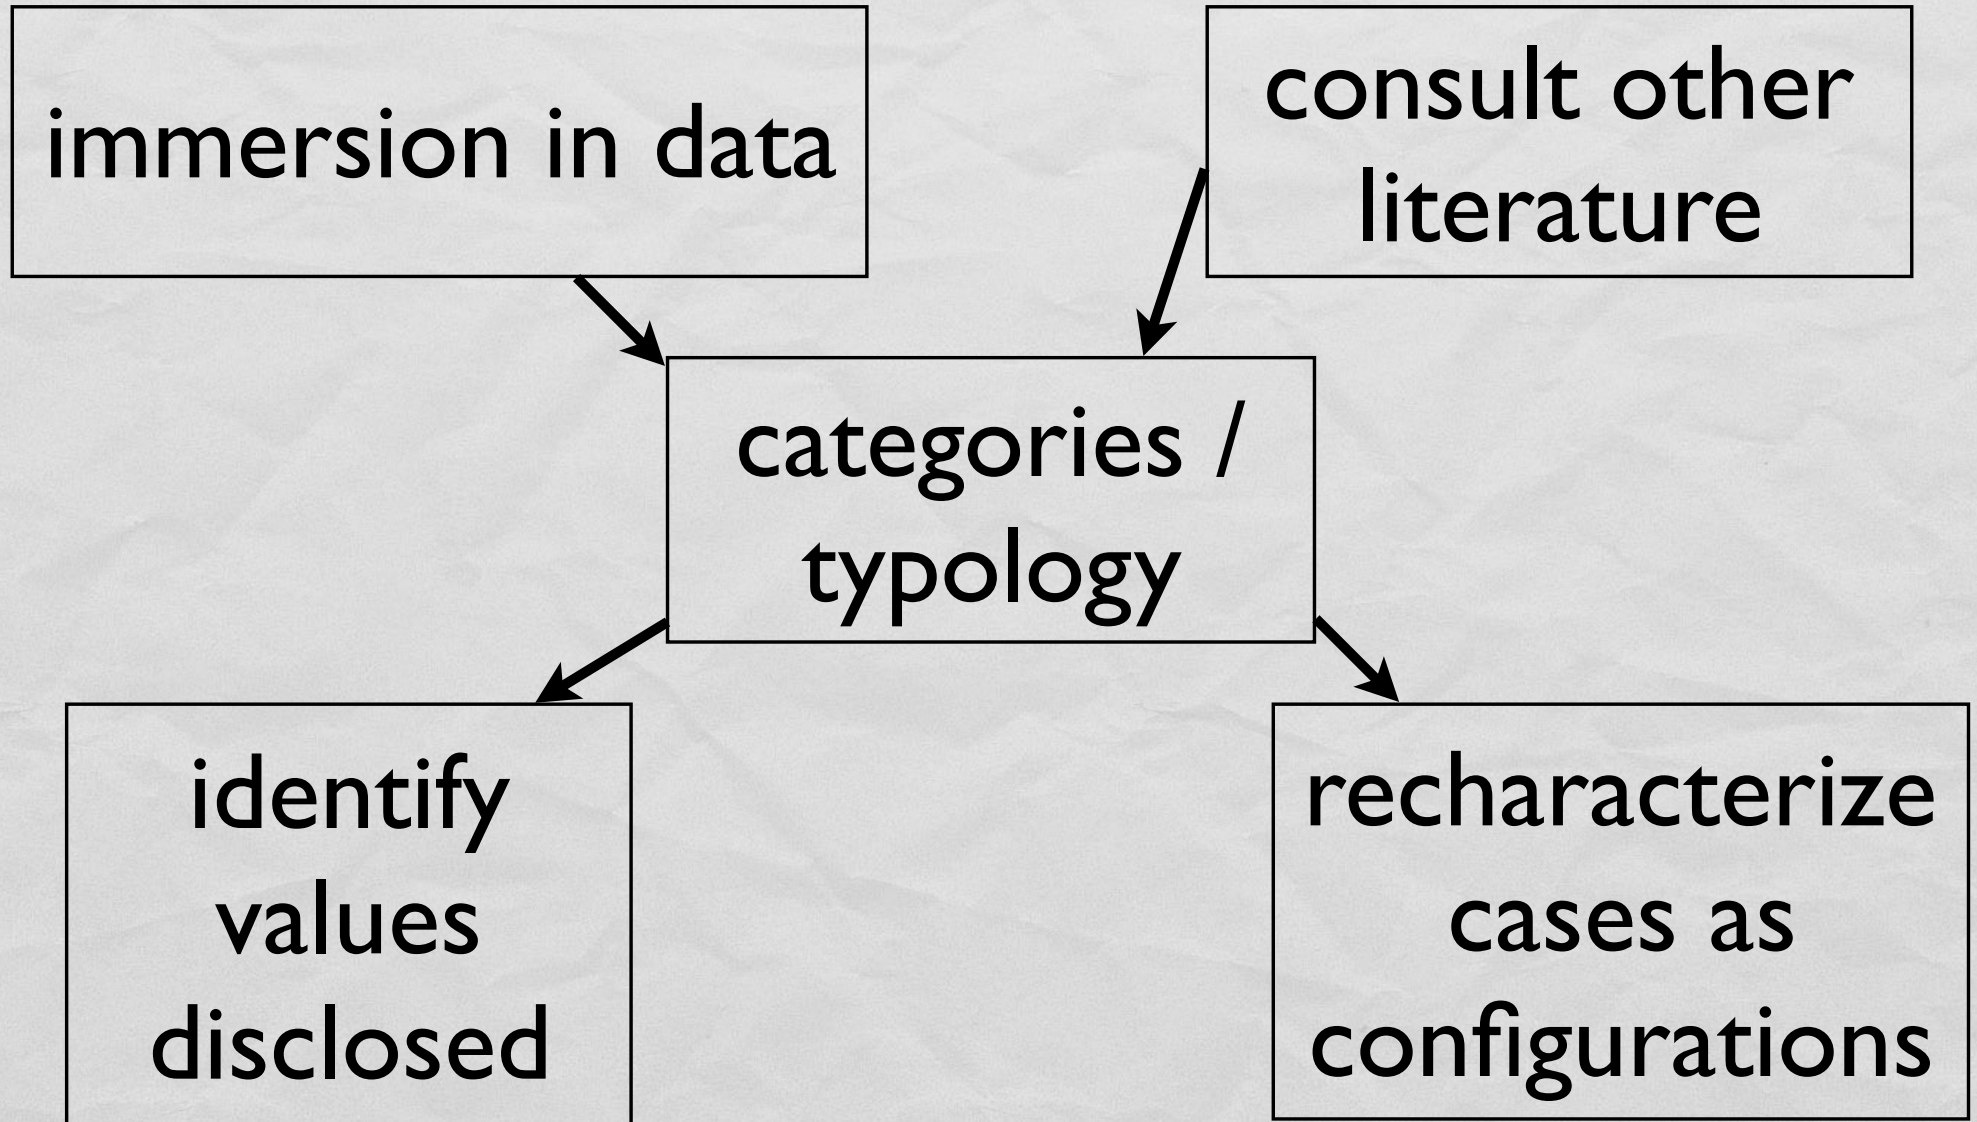 immersion in data
consult other
literature
categories /
typology
identify
values
disclosed
recharacterize
cases as
configurations